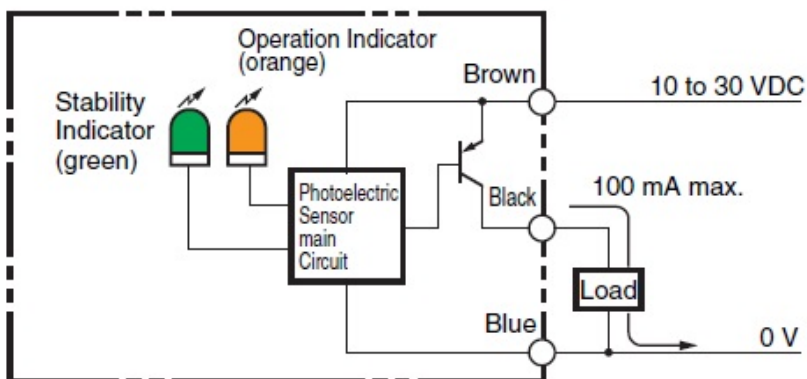 Operation Indicator
(orange)
Stability
Indicator
(green)
Brown
10 to 30 VDC
Photoelectric
Sensor
main
Circuit
Black
100 mA max.
Load
Blue
0 V